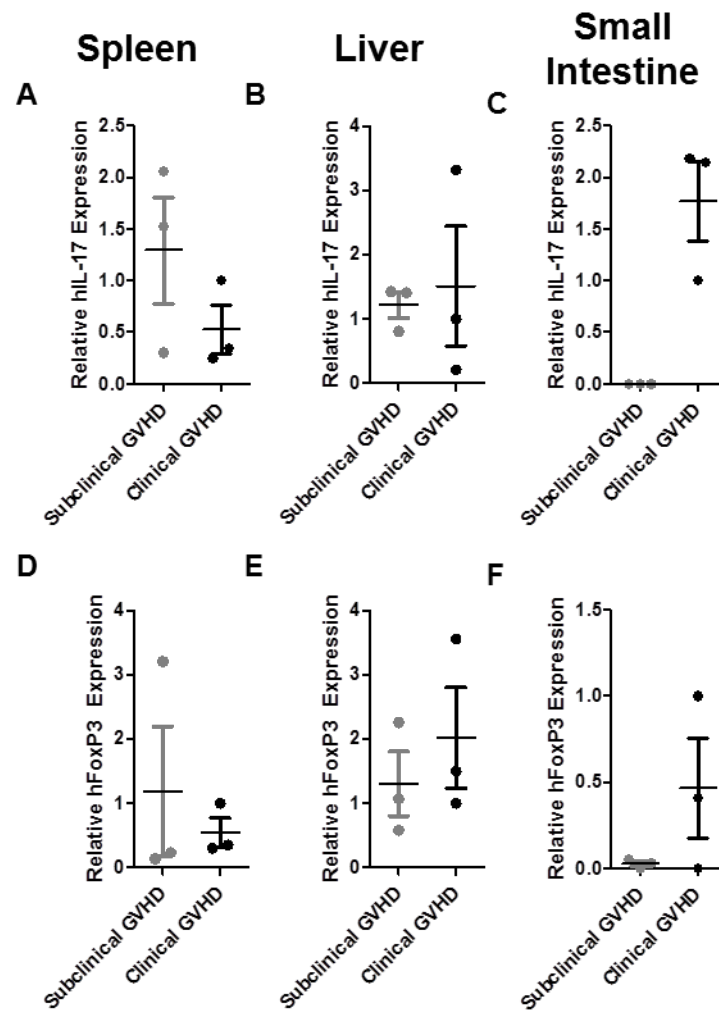 Spleen
Liver
Small
Intestine
A
Relative hIL-17 Expression
2.5
2.0
1.5
1.0
0.5
0.0
Subclinical GVHD
Clinical GVHD
B
Relative hIL-17 Expression
4
3
2
1
0
Subclinical GVHD
Clinical GVHD
C
Relative hIL-17 Expression
2.5
2.0
1.5
1.0
0.5
0.0
Subclinical GVHD
Clinical GVHD
D
Relative hFoxP3 Expression
4
3
2
1
0
Subclinical GVHD
Clinical GVHD
E
Relative hFoxP3 Expression
4
3
2
1
0
Subclinical GVHD
Clinical GVHD
F
Relative hFoxP3 Expression
1.5
1.0
0.5
0.0
Subclinical GVHD
Clinical GVHD